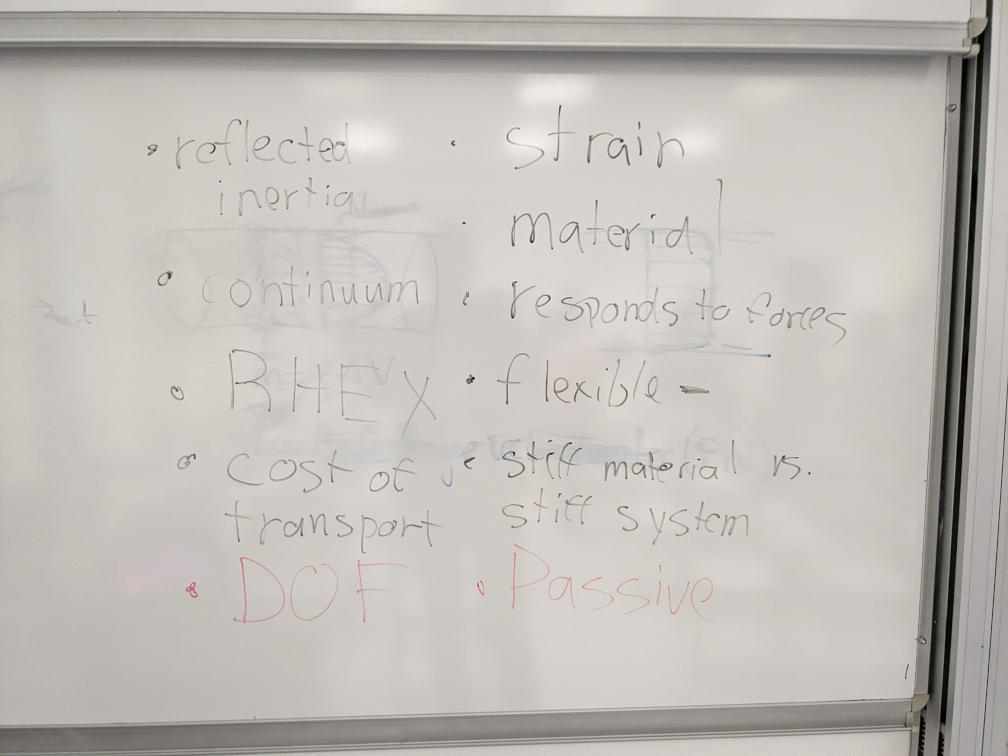 • reflected
inertia
• continuum
• RHEX
• cost of
transport
• DOF
• strain
• material
• responds to forces
• flexible -
• stiff material vs.
stiff system
• Passive